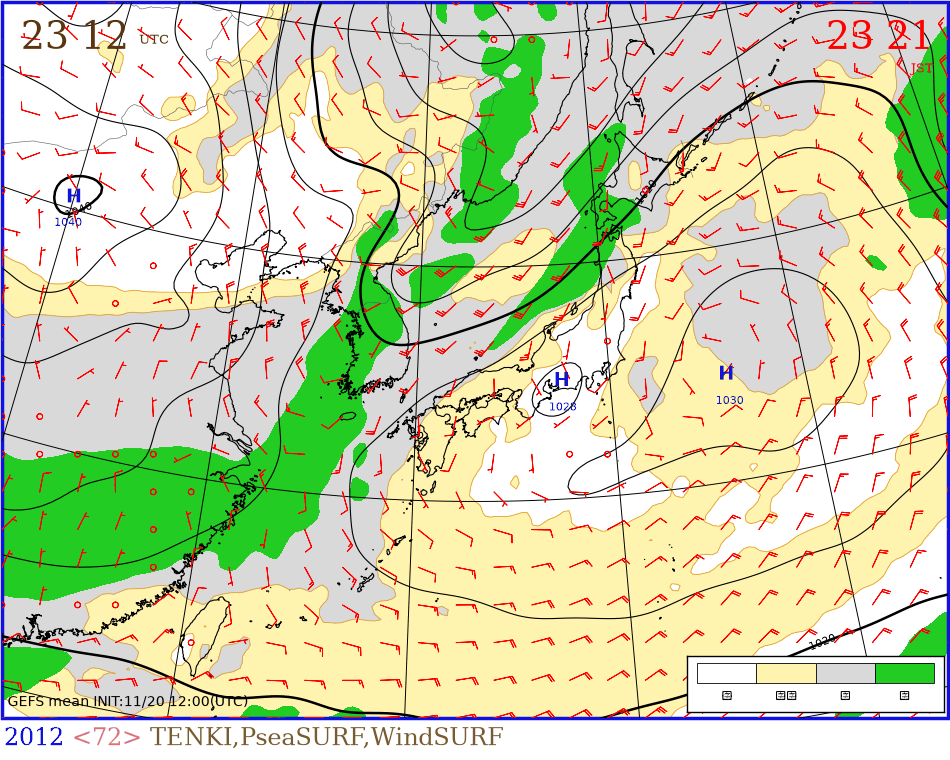 23 12 UTC
23 21
JST
H
1040
1040
H
1028
H
1030
1020
GEFS mean INIT:11/20 12:00(UTC)
2012 <72> TENKI,PseaSURF,WindSURF